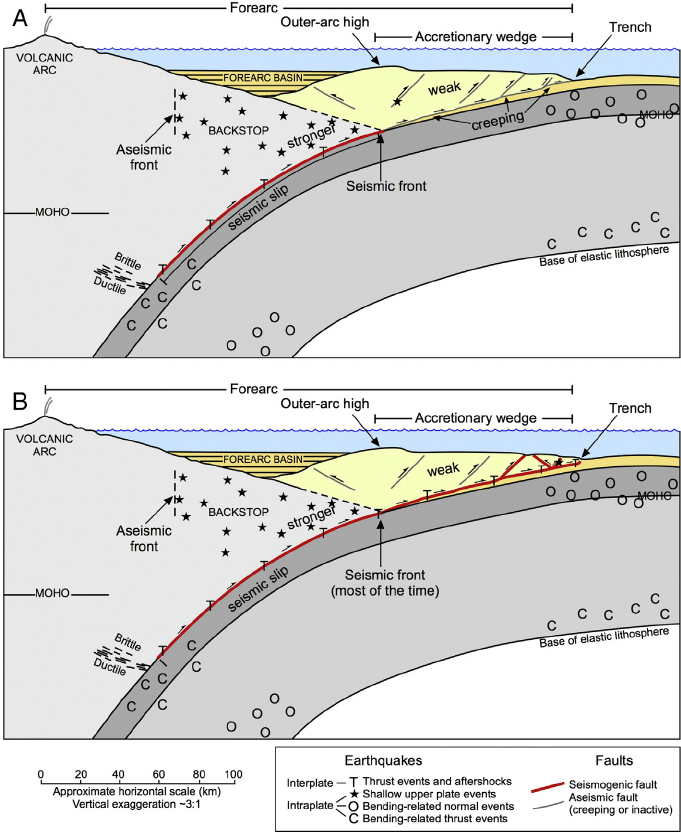 A
Forearc
Outer-arc high
Accretionary wedge
Trench
VOLCANIC
ARC
FOREARC BASIN
weak
BACKSTOP
stronger
creeping
MOHO
Aseismic
front
Seismic front
seismic slip
MOHO
Brittle
Ductile
Base of elastic lithosphere
T T T T T
O O O O O O O
C C C C C
C C C C C C
O O O O O
B
Forearc
Outer-arc high
Accretionary wedge
Trench
VOLCANIC
ARC
FOREARC BASIN
weak
BACKSTOP
stronger
MOHO
Aseismic
front
Seismic front
(most of the time)
seismic slip
MOHO
Brittle
Ductile
Base of elastic lithosphere
0 20 40 60 80 100
Approximate horizontal scale (km)
Vertical exaggeration ~3:1
Earthquakes
Interplate T Thrust events and aftershocks
Intraplate Shallow upper plate events
O Bending-related normal events
C Bending-related thrust events
Faults
Seismogenic fault
Aseismic fault
(creeping or inactive)